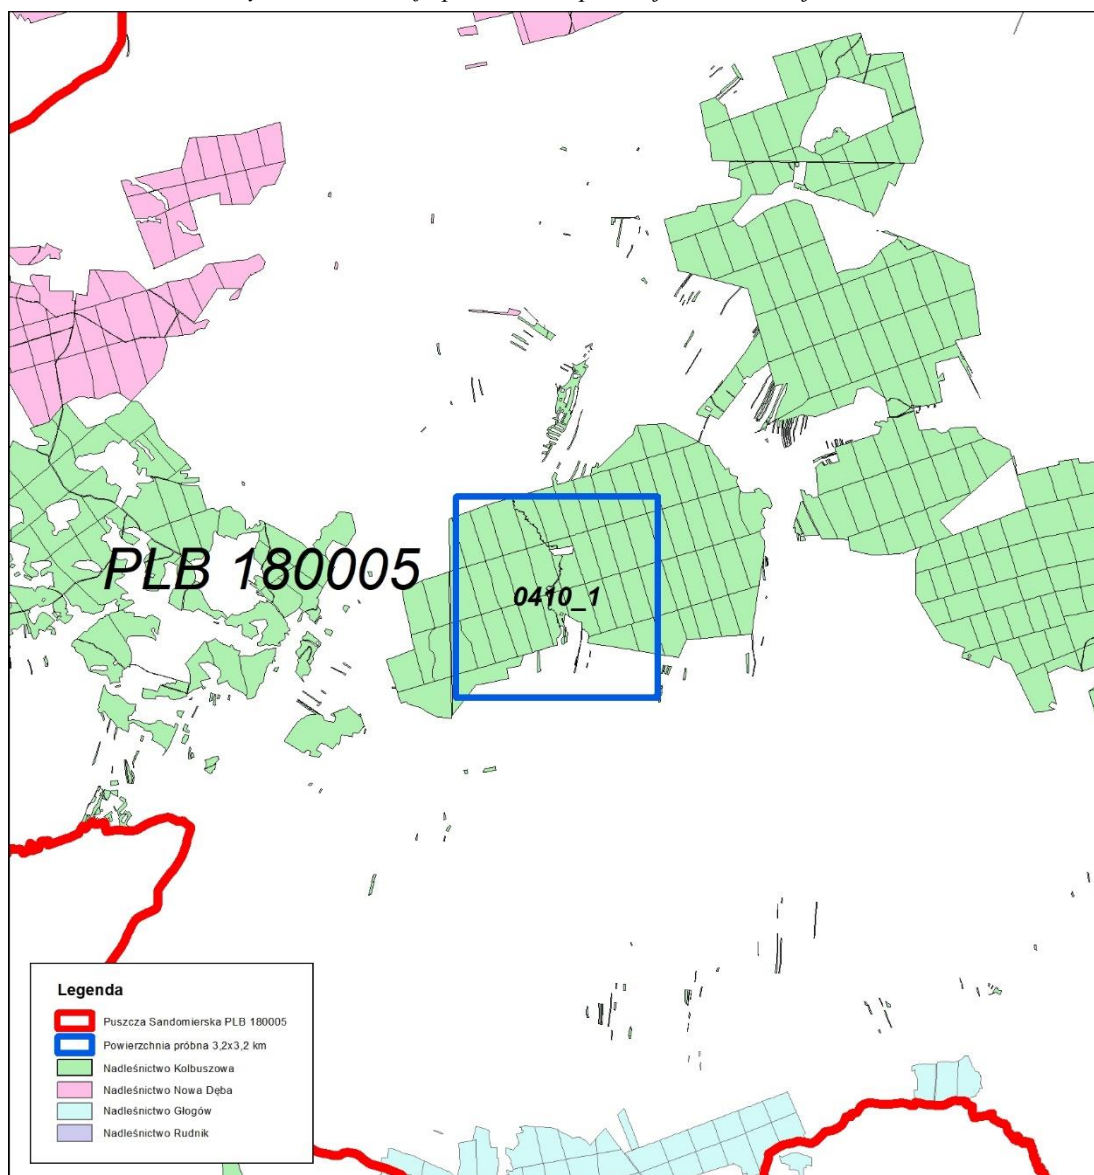 PLB 180005
0410_1
Legenda
Puszcza Sandomierska PLB 180005
Powierzchnia próbna 3,2x3,2 km
Nadleśnictwo Kolbuszowa
Nadleśnictwo Nowa Dęba
Nadleśnictwo Głogów
Nadleśnictwo Rudnik